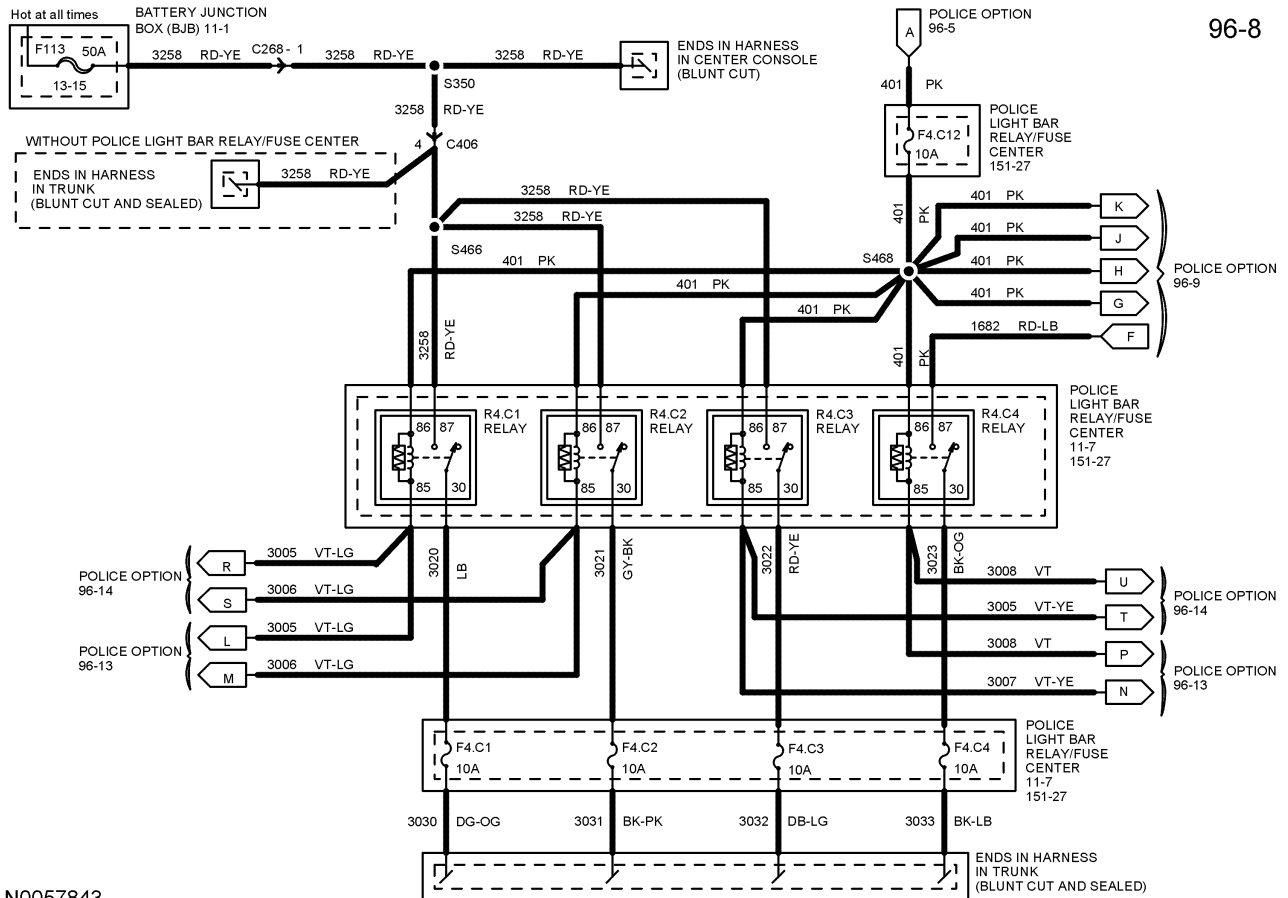 Hot at all times
BATTERY JUNCTION
BOX (BJB) 11-1
F113 50A
13-15
3258 RD-YE
C268 - 1
3258 RD-YE
S350
3258 RD-YE
ENDS IN HARNESS
IN CENTER CONSOLE
(BLUNT CUT)
POLICE OPTION
96-5
A
96-8
401 PK
3258 RD-YE
4 C406
POLICE
LIGHT BAR
RELAY/FUSE
CENTER
151-27
F4.C12
10A
WITHOUT POLICE LIGHT BAR RELAY/FUSE CENTER
ENDS IN HARNESS
IN TRUNK
(BLUNT CUT AND SEALED)
3258 RD-YE
3258 RD-YE
3258 RD-YE
S466
401 PK
S468
401 PK
K
401 PK
J
401 PK
H
401 PK
G
1682 RD-LB
F
POLICE OPTION
96-9
401 PK
401 PK
401 PK
3258 RD-YE
401 PK
R4.C1
RELAY
86 87
85 30
R4.C2
RELAY
86 87
85 30
R4.C3
RELAY
86 87
85 30
R4.C4
RELAY
86 87
85 30
POLICE
LIGHT BAR
RELAY/FUSE
CENTER
11-7
151-27
POLICE OPTION
96-14
R
3005 VT-LG
S
3006 VT-LG
POLICE OPTION
96-13
L
3005 VT-LG
M
3006 VT-LG
3020 LB
3021 GY-BK
3022 RD-YE
3023 BK-OG
3008 VT
U
3005 VT-YE
T
POLICE OPTION
96-14
3008 VT
P
3007 VT-YE
N
POLICE OPTION
96-13
F4.C1
10A
F4.C2
10A
F4.C3
10A
F4.C4
10A
POLICE
LIGHT BAR
RELAY/FUSE
CENTER
11-7
151-27
3030 DG-OG
3031 BK-PK
3032 DB-LG
3033 BK-LB
ENDS IN HARNESS
IN TRUNK
(BLUNT CUT AND SEALED)
N0057843